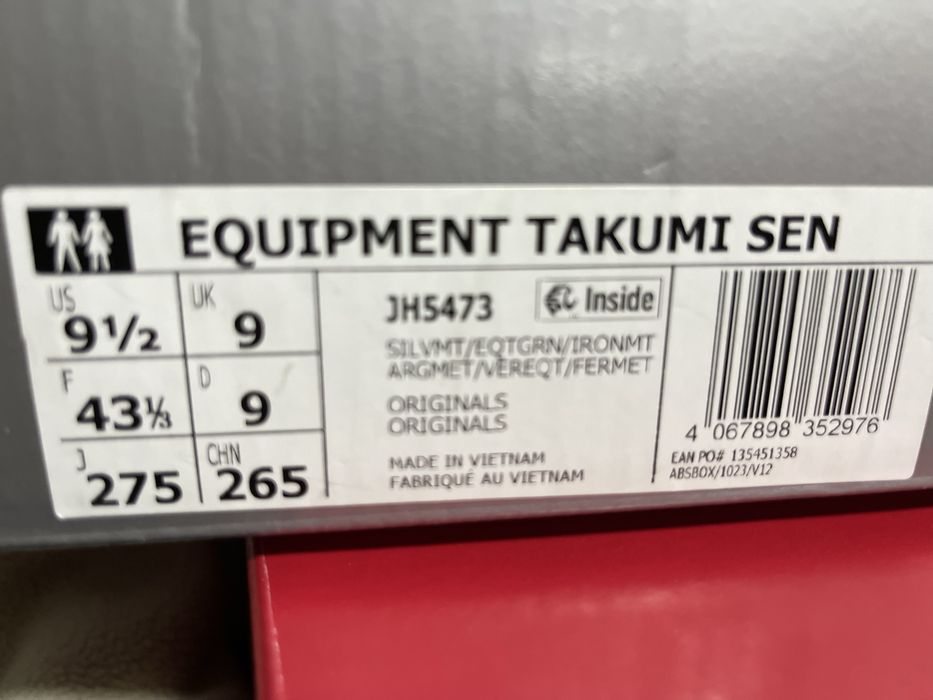 EQUIPMENT TAKUMI SEN
US
9½
UK
9
F
43⅓
D
9
J
275
CHN
265
JH5473
Inside
SILVMT/EQTGRN/IRONMT
ARGMET/VEREQT/FERMET
ORIGINALS
ORIGINALS
MADE IN VIETNAM
FABRIQUÉ AU VIETNAM
4 067898 352976
EAN PO# 135451358
ABSBOX/1023/V12